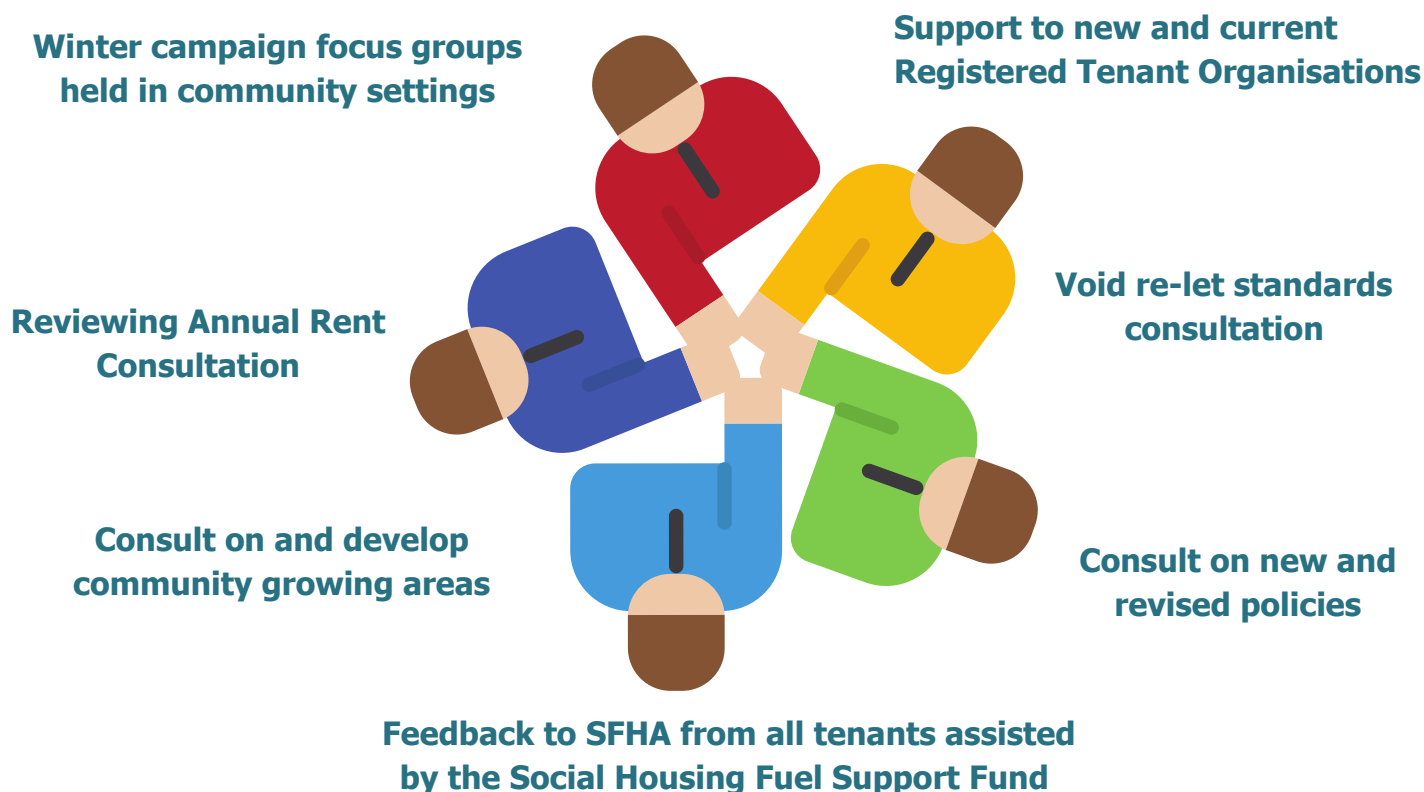 Winter campaign focus groups
held in community settings
Support to new and current
Registered Tenant Organisations
Reviewing Annual Rent
Consultation
Void re-let standards
consultation
Consult on and develop
community growing areas
Consult on new and
revised policies
Feedback to SFHA from all tenants assisted
by the Social Housing Fuel Support Fund